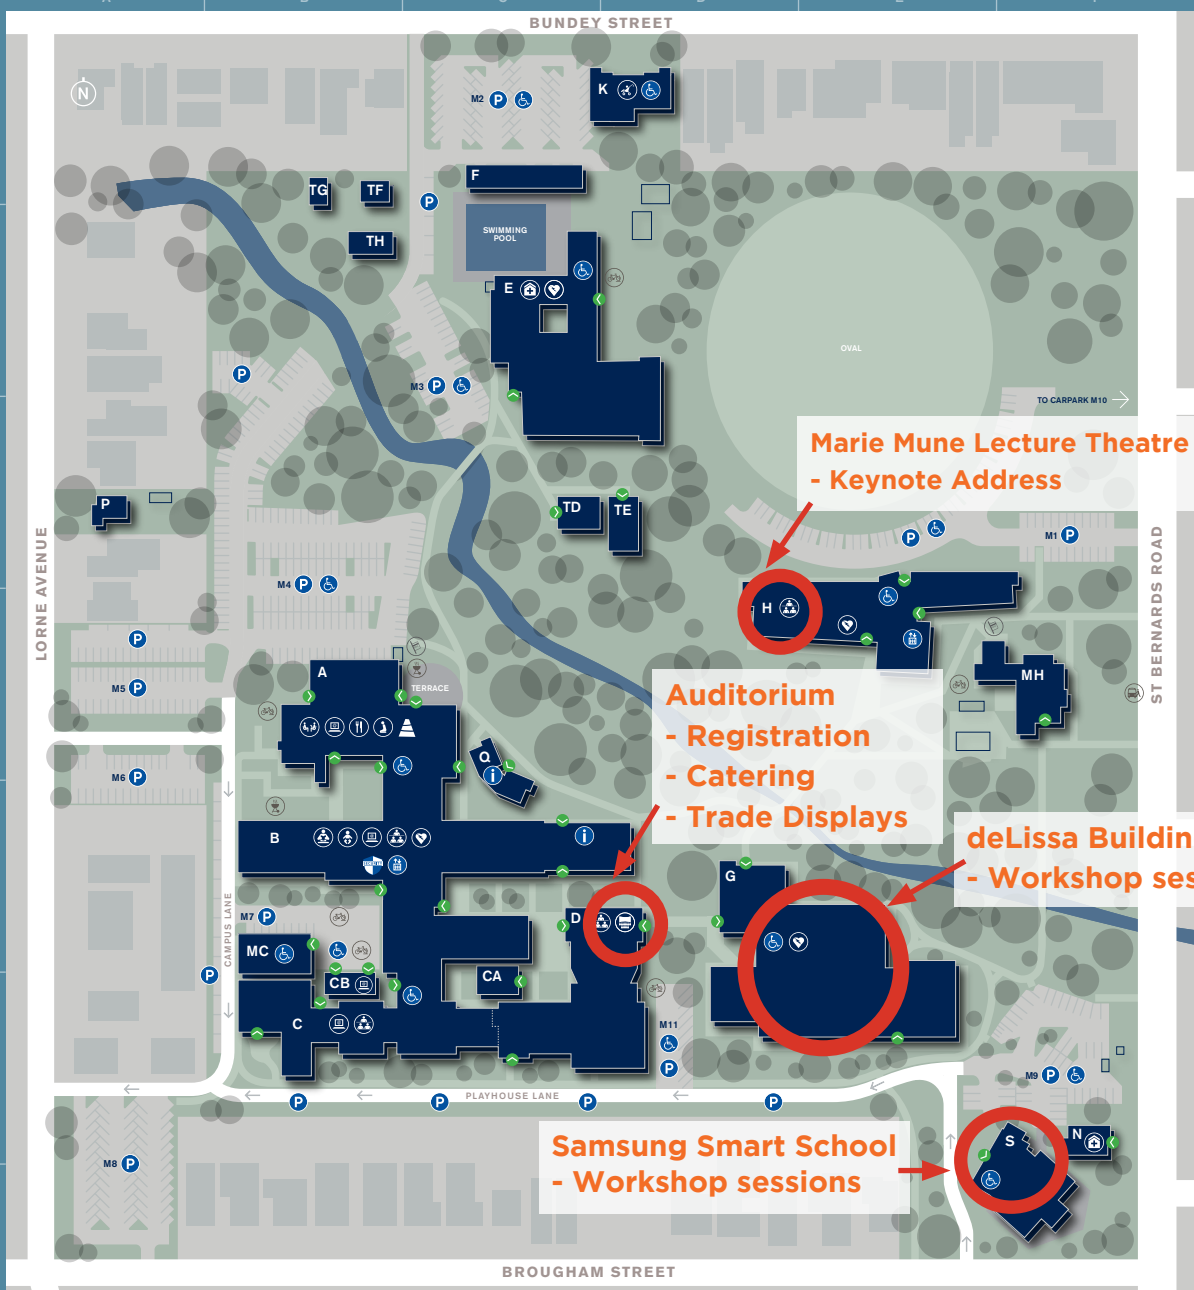 BUNDEY STREET
N
M2 P
K
F
TG
TF
P
TH
SWIMMING
POOL
E
OVAL
P
M3 P
TO CARPARK M10
Marie Mune Lecture Theatre
- Keynote Address
P
TD
TE
P
M1 P
LORNE AVENUE
ST BERNARDS ROAD
M4 P
H
P
A
MH
M5 P
TERRACE
Auditorium
- Registration
- Catering
- Trade Displays
Q
i
M6 P
B
i
SECURITY
deLissa Buildin
- Workshop ses
G
M7 P
D
CAMPUS LANE
MC
P
CB
CA
C
M11
P
M9 P
PLAYHOUSE LANE
P
P
P
P
Samsung Smart School
- Workshop sessions
S
N
M8 P
BROUGHAM STREET